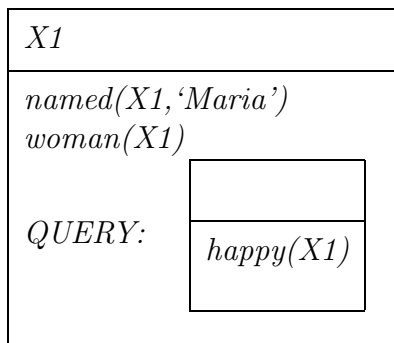 X1
named(X1,‘Maria’)
woman(X1)
QUERY:
happy(X1)